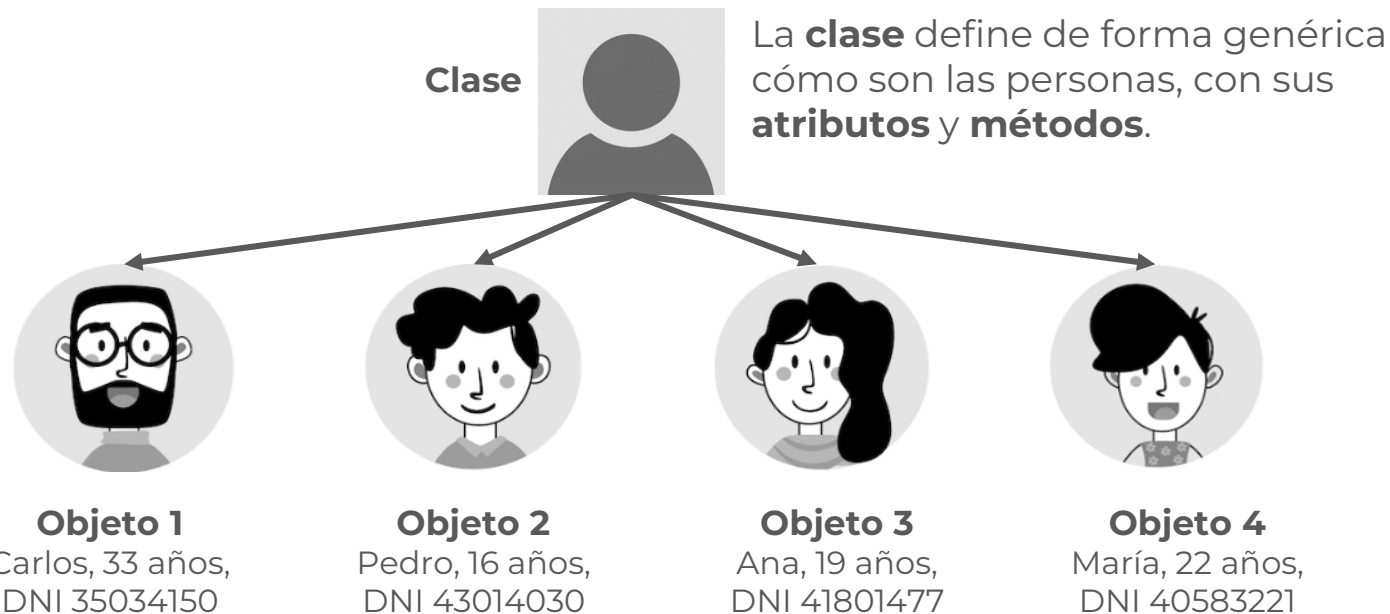 Clase
La clase define de forma genérica
cómo son las personas, con sus
atributos y métodos.
Objeto 1
Carlos, 33 años,
DNI 35034150
Objeto 2
Pedro, 16 años,
DNI 43014030
Objeto 3
Ana, 19 años,
DNI 41801477
Objeto 4
María, 22 años,
DNI 40583221